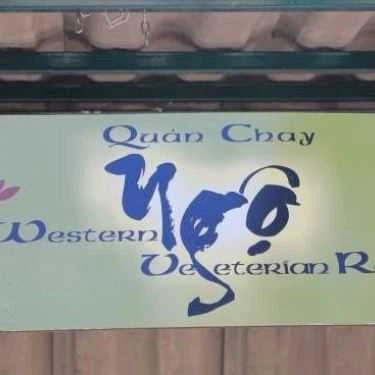 Quán Chay
Ngộ
Western
Vegeterian R